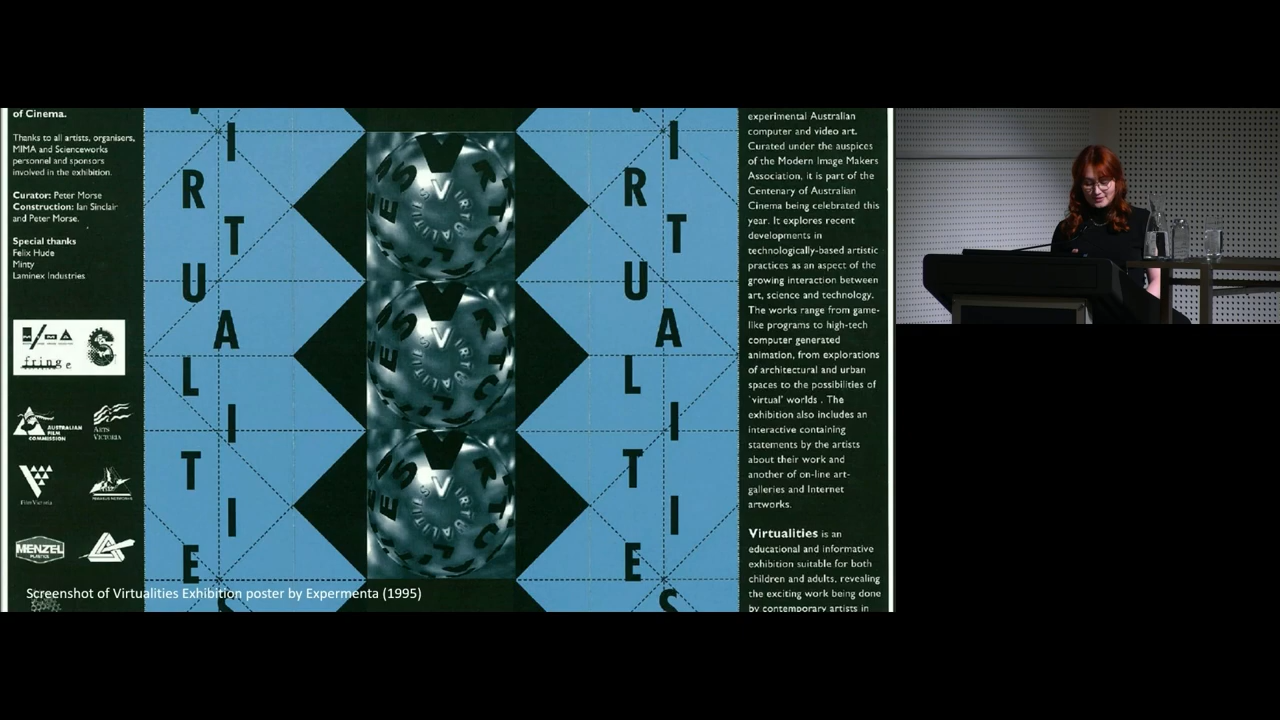 of Cinema.
Thanks to all artists, organisers,
MIMA and Scienceworks
personnel and sponsors
involved in the exhibition.
Curator: Peter Morse
Construction: Ian Sinclair
and Peter Morse.
Special thanks
Felix Hude
Minty
Laminex Industries
fringe
AUSTRALIAN
FILM
COMMISSION
ARTS
VICTORIA
Film Victoria
MENZEL
PLASTICS
VIRTUALITIES
VIRTUALITIES
VIRTUALITIES
VIRTUALITIES
VIRTUALITIES
experimental Australian
computer and video art.
Curated under the auspices
of the Modern Image Makers
Association, it is part of the
Centenary of Australian
Cinema being celebrated this
year. It explores recent
developments in
technologically-based artistic
practices as an aspect of the
growing interaction between
art, science and technology.
The works range from game-
like programs to high-tech
computer generated
animation, from explorations
of architectural and urban
spaces to the possibilities of
'virtual' worlds . The
exhibition also includes an
interactive containing
statements by the artists
about their work and
another of on-line art-
galleries and Internet
artworks.
Virtualities is an
educational and informative
exhibition suitable for both
children and adults, revealing
the exciting work being done
by contemporary artists in
Screenshot of Virtualities Exhibition poster by Expermenta (1995)